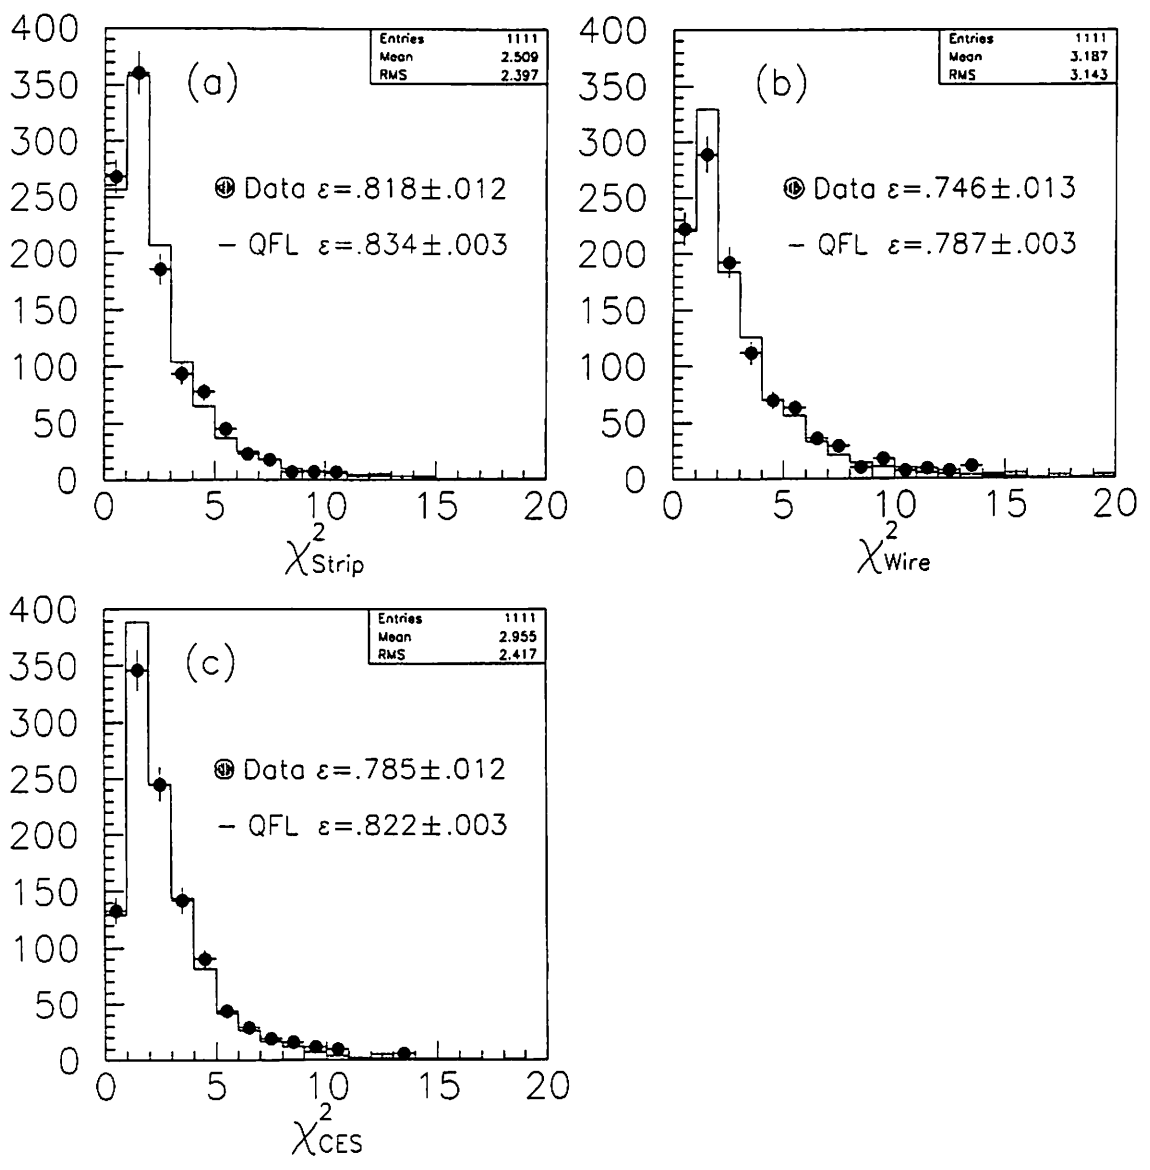 400
350
300
250
200
150
100
50
0
Entries 1111
Mean 2.509
RMS 2.397
(a)
Data ε=.818±.012
– QFL ε=.834±.003
0 5 10 15 20
χ²Strip
400
350
300
250
200
150
100
50
0
Entries 1111
Mean 3.187
RMS 3.143
(b)
Data ε=.746±.013
– QFL ε=.787±.003
0 5 10 15 20
χ²Wire
400
350
300
250
200
150
100
50
0
Entries 1111
Mean 2.955
RMS 2.417
(c)
Data ε=.785±.012
– QFL ε=.822±.003
0 5 10 15 20
χ²CES